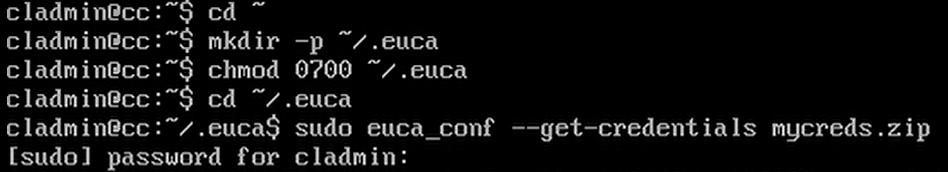 cladmin@cc:~$ cd ~
cladmin@cc:~$ mkdir -p ~/.euca
cladmin@cc:~$ chmod 0700 ~/.euca
cladmin@cc:~$ cd ~/.euca
cladmin@cc:~/.euca$ sudo euca_conf --get-credentials mycreds.zip
[sudo] password for cladmin: